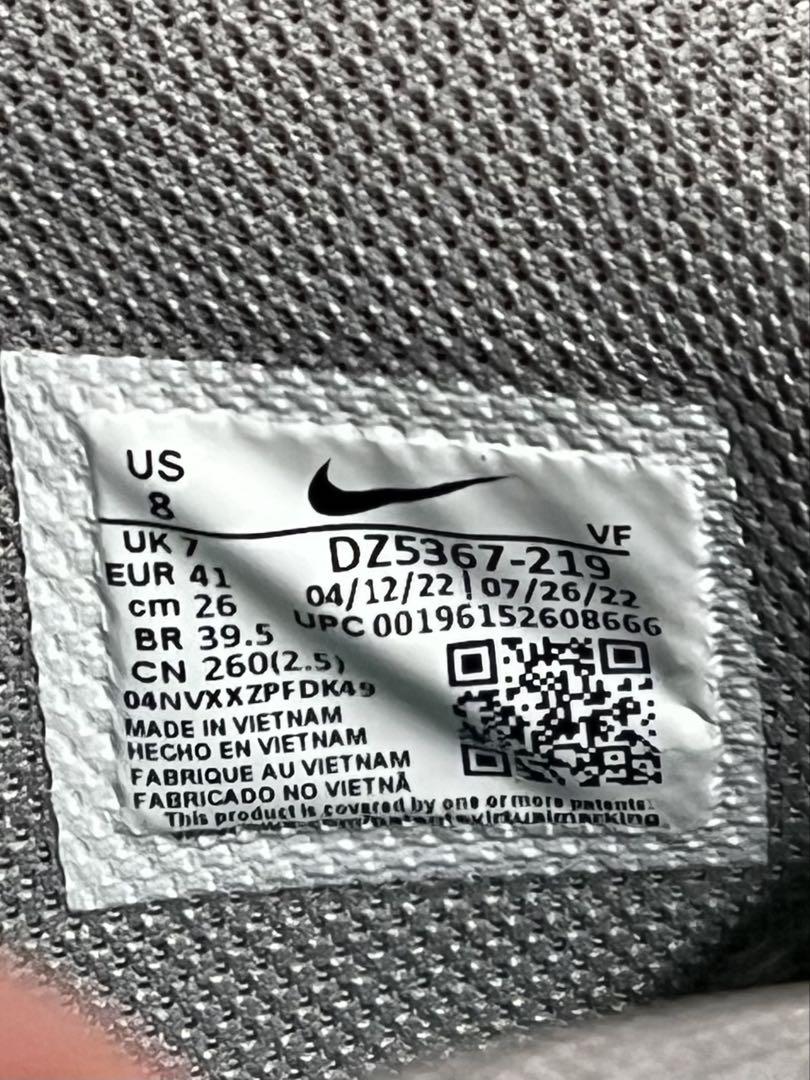 US
8
VF
UK 7
DZ5367-219
EUR 41
04/12/22 | 07/26/22
cm 26
UPC 00196152608666
BR 39.5
CN 260(2.5)
04NVXXZPFDK49
MADE IN VIETNAM
HECHO EN VIETNAM
FABRIQUE AU VIETNAM
FABRICADO NO VIETNÃ
This product is covered by one or more patents: